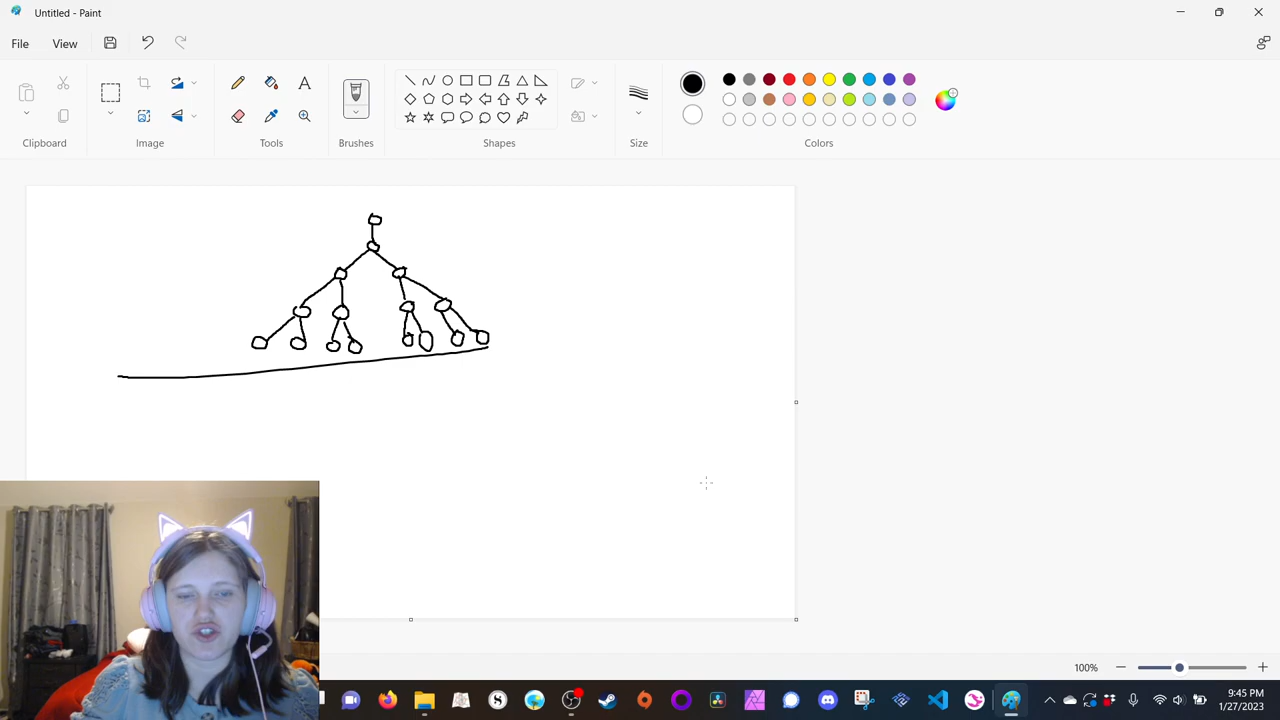 Untitled - Paint
File View
A
Clipboard Image Tools Brushes Shapes Size Colors
100%
S
9:45 PM
1/27/2023